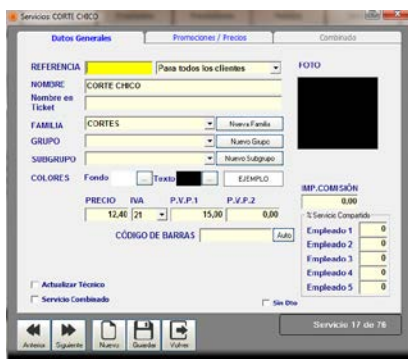 Servicios: CORTE CHICO
Datos Generales
Promociones / Precios
Combinado
REFERENCIA
Para todos los clientes
FOTO
NOMBRE
CORTE CHICO
Nombre en
Ticket
FAMILIA
CORTES
Nueva Familia
GRUPO
Nuevo Grupo
SUBGRUPO
Nuevo Subgrupo
COLORES
Fondo
...
Texto
...
EJEMPLO
IMP.COMISIÓN
0,00
PRECIO
IVA
P.V.P.1
P.V.P.2
12,40
21
15,00
0,00
% Servicio Compartido
CÓDIGO DE BARRAS
Auto
Empleado 1 0
Empleado 2 0
Empleado 3 0
Empleado 4 0
Empleado 5 0
Actualizar Técnico
Servicio Combinado
Sin Dto
Anterior
Siguiente
Nuevo
Guardar
Volver
Servicio 17 de 76